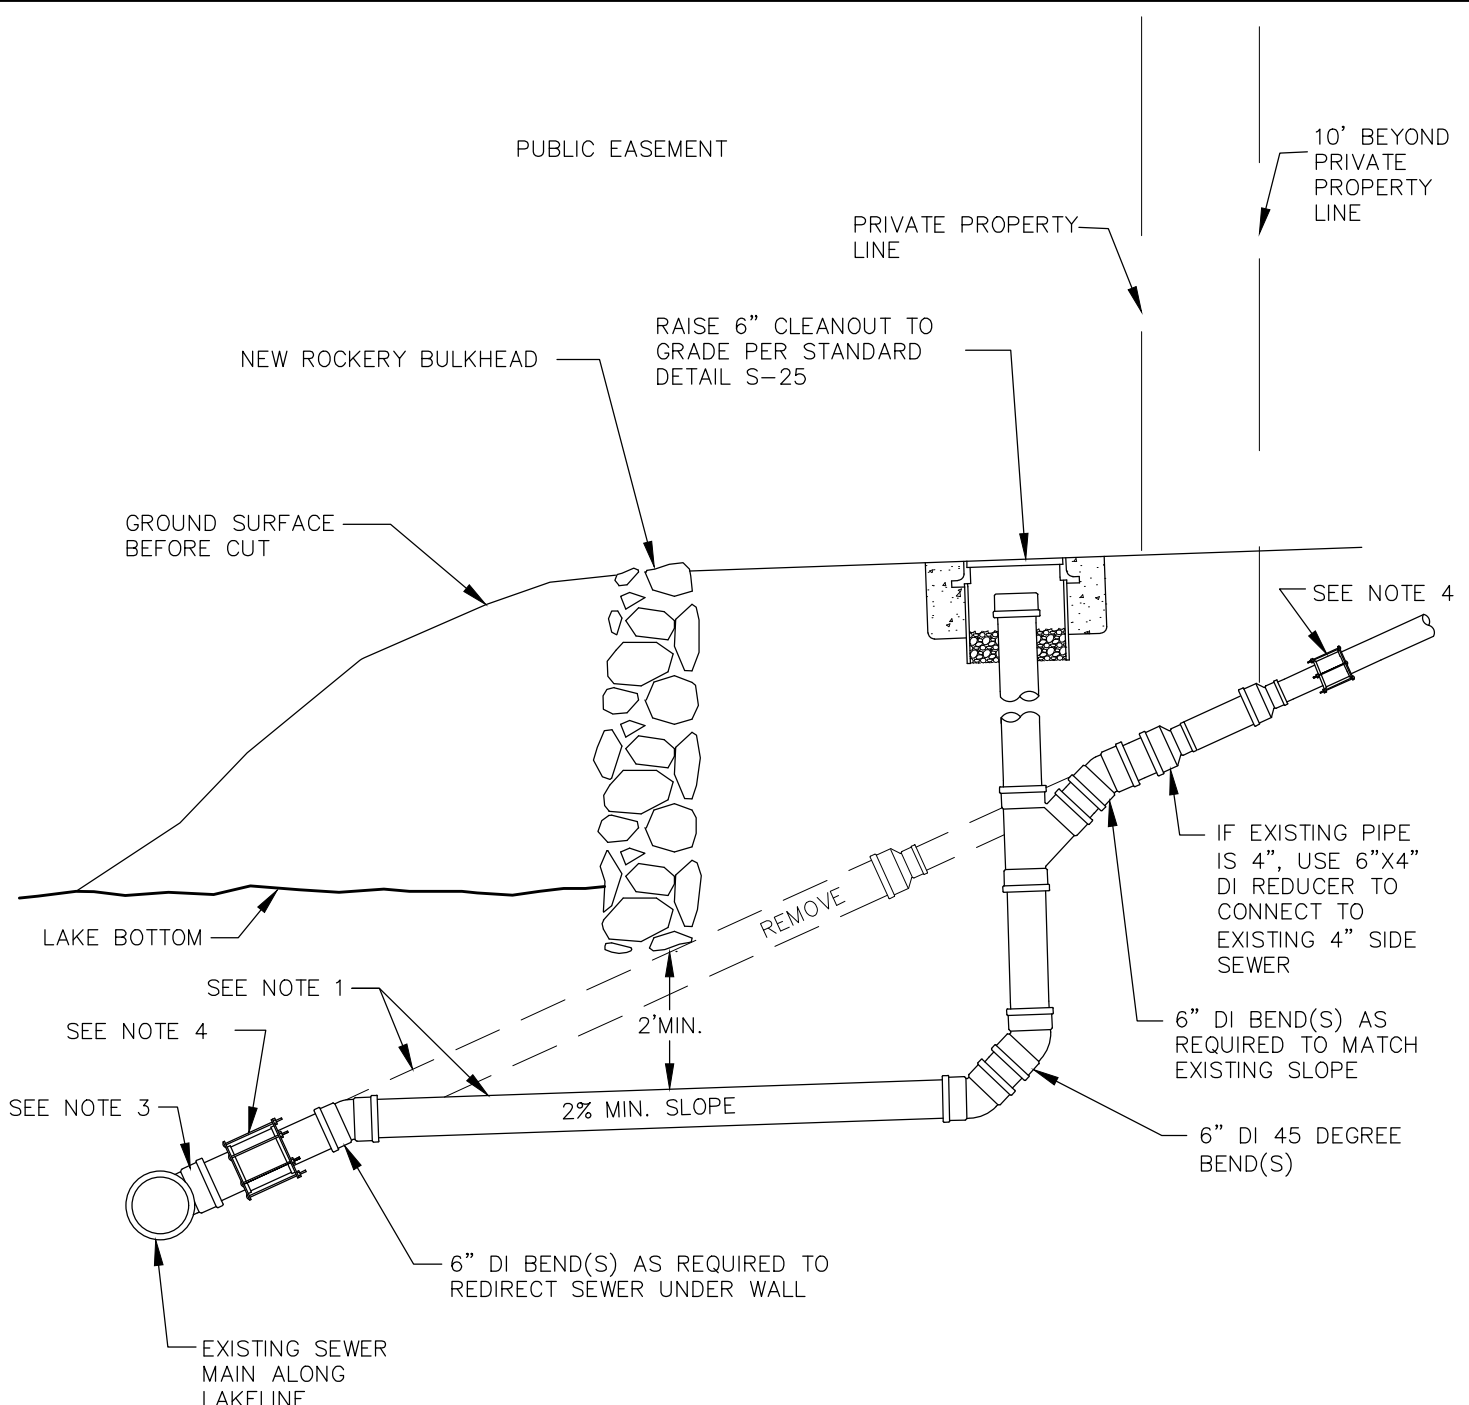 PUBLIC EASEMENT
10' BEYOND
PRIVATE
PROPERTY
LINE
PRIVATE PROPERTY
LINE
RAISE 6” CLEANOUT TO
GRADE PER STANDARD
DETAIL S-25
NEW ROCKERY BULKHEAD
GROUND SURFACE
BEFORE CUT
SEE NOTE 4
IF EXISTING PIPE
IS 4”, USE 6”X4”
DI REDUCER TO
CONNECT TO
EXISTING 4” SIDE
SEWER
REMOVE
LAKE BOTTOM
SEE NOTE 1
2'MIN.
SEE NOTE 4
6” DI BEND(S) AS
REQUIRED TO MATCH
EXISTING SLOPE
SEE NOTE 3
2% MIN. SLOPE
6” DI 45 DEGREE
BEND(S)
6” DI BEND(S) AS REQUIRED TO
REDIRECT SEWER UNDER WALL
EXISTING SEWER
MAIN ALONG
LAKELINE